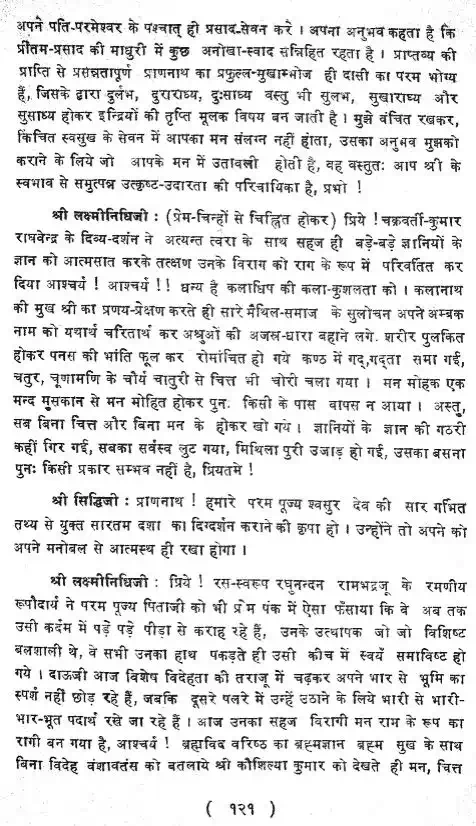 अपने पति-परमेश्वर के पश्चात् ही प्रसाद-सेवन करे । अपना अनुभव कहता है कि
प्रीतम-प्रसाद की माधुरी में कुछ अनोखा-स्वाद सन्निहित रहता है । प्राप्तव्य की
प्राप्ति से प्रसन्नतापूर्ण प्राणनाथ का प्रफुल्ल-मुखाम्भोज ही दासी का परम भोग्य
हैं, जिसके द्वारा दुर्लभ, दुराराध्य, दुःसाध्य वस्तु भी सुलभ, सुखाराध्य और
सुसाध्य होकर इन्द्रियों की तृप्ति मूलक विषय बन जाती है । मुझे वंचित रखकर,
किंचित स्वसुख के सेवन में आपका मन संलग्न नहीं होता, उसका अनुभव मुझको
कराने के लिये जो आपके मन में उतावली होती है, वह वस्तुतः आप श्री के
स्वभाव से समुत्पन्न उत्कृष्ट-उदारता की परिचायिका है, प्रभो !
श्री लक्ष्मीनिधिजी : (प्रेम-चिन्हों से चिह्नित होकर) प्रिये ! चक्रवर्ती-कुमार
राघवेन्द्र के दिव्य-दर्शन ने अत्यन्त त्वरा के साथ सहज ही बड़े-बड़े ज्ञानियों के
ज्ञान को आत्मसात करके तत्क्षण उनके विराग को राग के रूप में परिवर्तित कर
दिया आश्चर्य ! आश्चर्य !! धन्य है कलाधिप की कला-कुशलता को । कलानाथ
की मुख श्री का प्रणय-प्रेक्षण करते ही सारे मैथिल-समाज के सुलोचन अपने अम्बक
नाम को यथार्थ चरितार्थ कर अश्रुओं की अजस्र-धारा बहाने लगे. शरीर पुलकित
होकर पनस की भांति फूल कर रोमांचित हो गये कण्ठ में गद्,गद्ता समा गई,
चतुर, चूणामणि के चौर्य चातुरी से चित्त भी चोरी चला गया । मन मोहक एक
मन्द मुसकान से मन मोहित होकर पुनः किसी के पास वापस न आया । अस्तु,
सब बिना चित्त और बिना मन के होकर खो गये । ज्ञानियों के ज्ञान की गठरी
कहीं गिर गई, सबका सर्वस्व लुट गया, मिथिला पुरी उजाड़ हो गई, उसका बसना
पुनः किसी प्रकार सम्भव नहीं है, प्रियतमे !
श्री सिद्धिजी : प्राणनाथ ! हमारे परम पूज्य श्वसुर देव की सार गर्भित
तथ्य से युक्त सारतम दशा का दिग्दर्शन कराने की कृपा हो । उन्होंने तो अपने को
अपने मनोबल से आत्मस्थ ही रखा होगा ।
श्री लक्ष्मीनिधिजी : प्रिये ! रस-स्वरूप रघुनन्दन रामभद्रजू के रमणीय
रूपौदार्य ने परम पूज्य पिताजी को भी प्रेम पंक में ऐसा फँसाया कि वे अब तक
उसी कर्दम में पड़े पड़े पीड़ा से कराह रहे हैं, उनके उत्थापक जो जो विशिष्ट
बलशाली थे, वे सभी उनका हाथ पकड़ते ही उसी कीच में स्वयं समाविष्ट हो
गये । दाऊजी आज विशेष विदेहता की तराजू में चढ़कर अपने भार से भूमि का
स्पर्श नहीं छोड़ रहे हैं, जबकि दूसरे पलरे में उन्हें उठाने के लिये भारी से भारी-
भार-भूत पदार्थ रखे जा रहे हैं । आज उनका सहज विरागी मन राम के रूप का
रागी बन गया है, आश्चर्य ! ब्रह्मविद वरिष्ठ का ब्रह्मज्ञान ब्रह्म सुख के साथ
बिना विदेह वंशावतंस को बतलाये श्री कौशिल्या कुमार को देखते ही मन, चित्त
( १२१ )